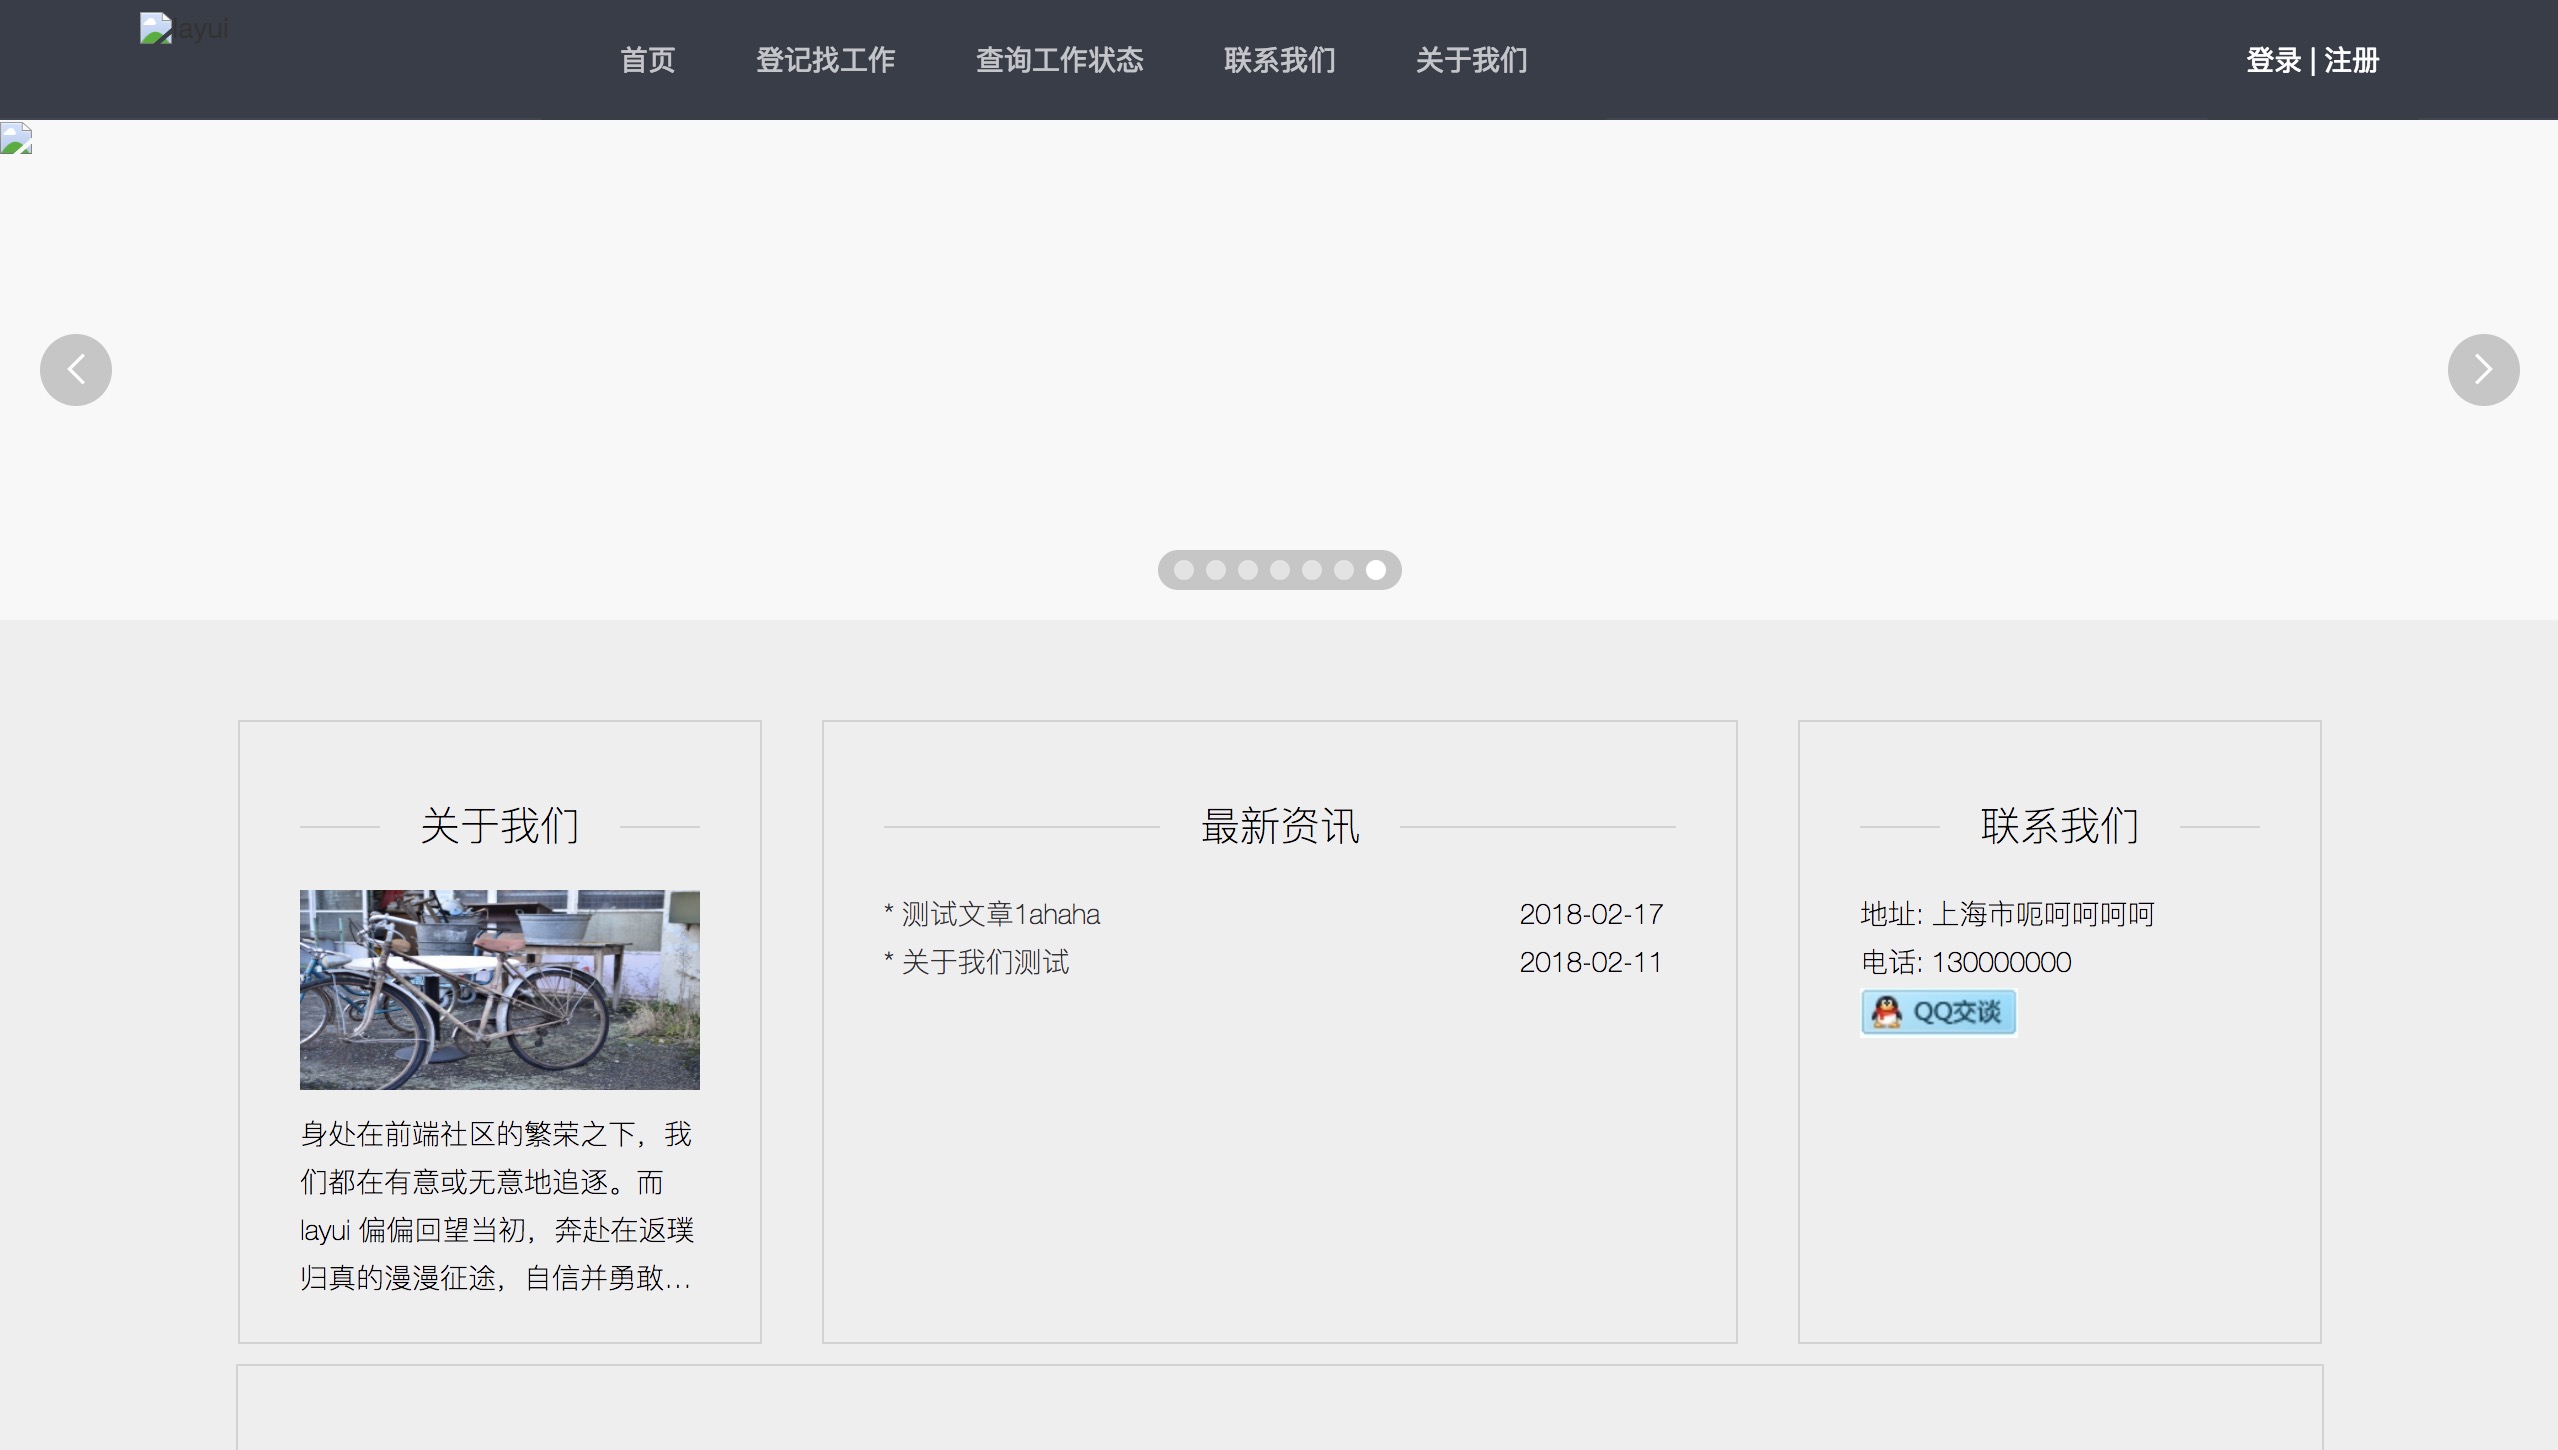 layui
首页 登记找工作 查询工作状态 联系我们 关于我们 登录 | 注册
关于我们
身处在前端社区的繁荣之下，我
们都在有意或无意地追逐。而
layui 偏偏回望当初，奔赴在返璞
归真的漫漫征途，自信并勇敢...
最新资讯
* 测试文章1ahaha 2018-02-17
* 关于我们测试 2018-02-11
联系我们
地址: 上海市呃呵呵呵呵
电话: 130000000
QQ交谈